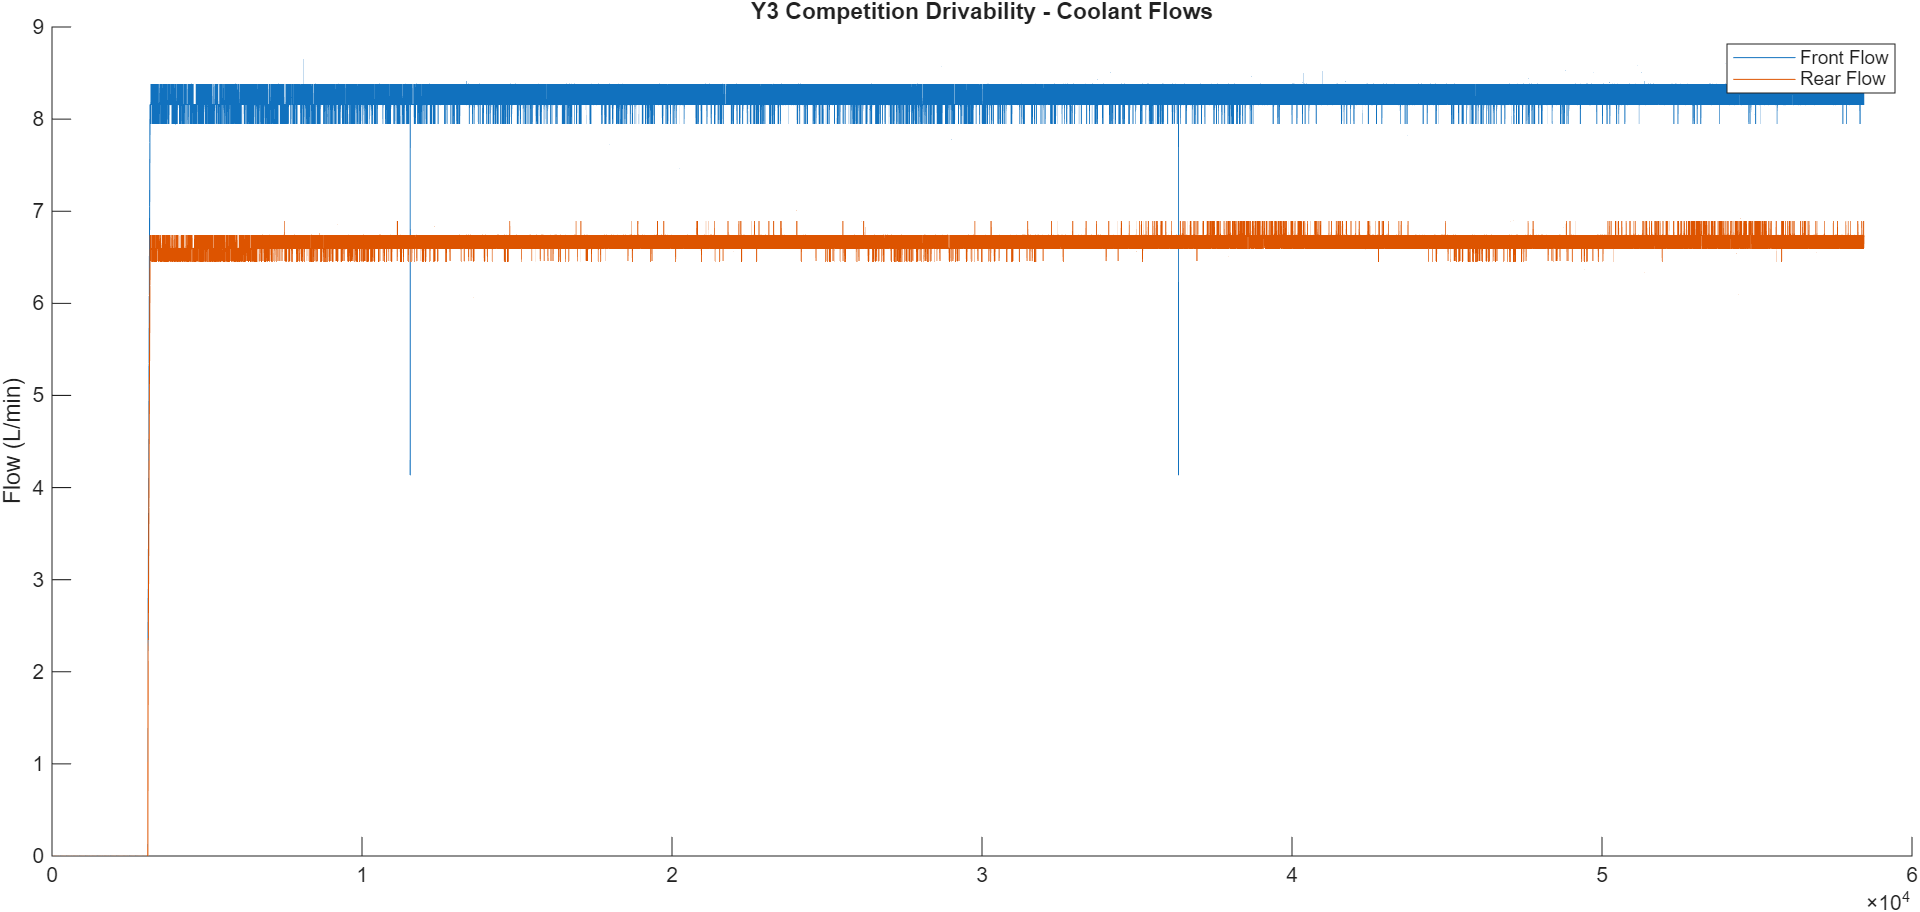 Y3 Competition Drivability - Coolant Flows
9
8
7
6
5
4
3
2
1
0
Flow (L/min)
Front Flow
Rear Flow
0 1 2 3 4 5 6
×10⁴